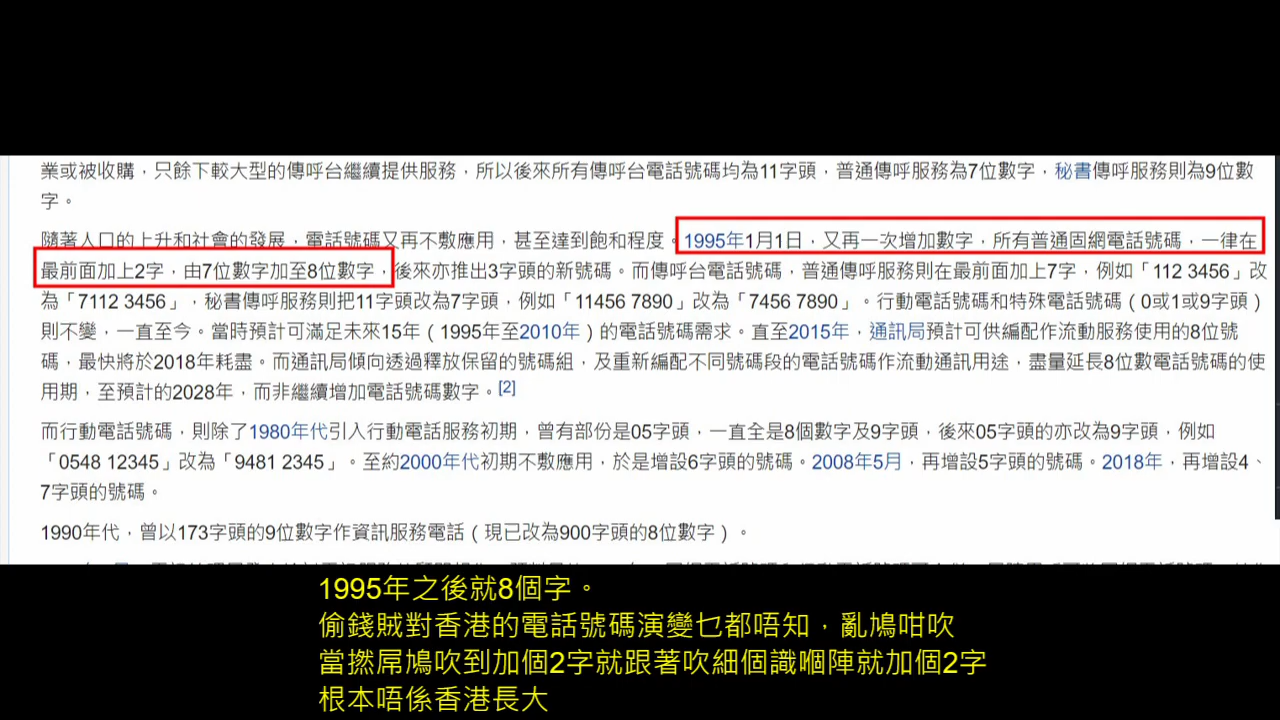 業或被收購，只餘下較大型的傳呼台繼續提供服務，所以後來所有傳呼台電話號碼均為11字頭，普通傳呼服務為7位數字，秘書傳呼服務則為9位數
字。
隨著人口的上升和社會的發展，電話號碼又再不敷應用，甚至達到飽和程度。1995年1月1日，又再一次增加數字，所有普通固網電話號碼，一律在
最前面加上2字，由7位數字加至8位數字，後來亦推出3字頭的新號碼。而傳呼台電話號碼，普通傳呼服務則在最前面加上7字，例如「112 3456」改
為「7112 3456」，秘書傳呼服務則把11字頭改為7字頭，例如「11456 7890」改為「7456 7890」。行動電話號碼和特殊電話號碼（0或1或9字頭）
則不變，一直至今。當時預計可滿足未來15年（1995年至2010年）的電話號碼需求。直至2015年，通訊局預計可供編配作流動服務使用的8位號
碼，最快將於2018年耗盡。而通訊局傾向透過釋放保留的號碼組，及重新編配不同號碼段的電話號碼作流動通訊用途，盡量延長8位數電話號碼的使
用期，至預計的2028年，而非繼續增加電話號碼數字。[2]
而行動電話號碼，則除了1980年代引入行動電話服務初期，曾有部份是05字頭，一直全是8個數字及9字頭，後來05字頭的亦改為9字頭，例如
「0548 12345」改為「9481 2345」。至約2000年代初期不敷應用，於是增設6字頭的號碼。2008年5月，再增設5字頭的號碼。2018年，再增設4、
7字頭的號碼。
1990年代，曾以173字頭的9位數字作資訊服務電話（現已改為900字頭的8位數字）。
1995年之後就8個字。
偷錢賊對香港的電話號碼演變乜都唔知，亂鳩咁吹
當撚屌鳩吹到加個2字就跟著吹細個識嗰陣就加個2字
根本唔係香港長大